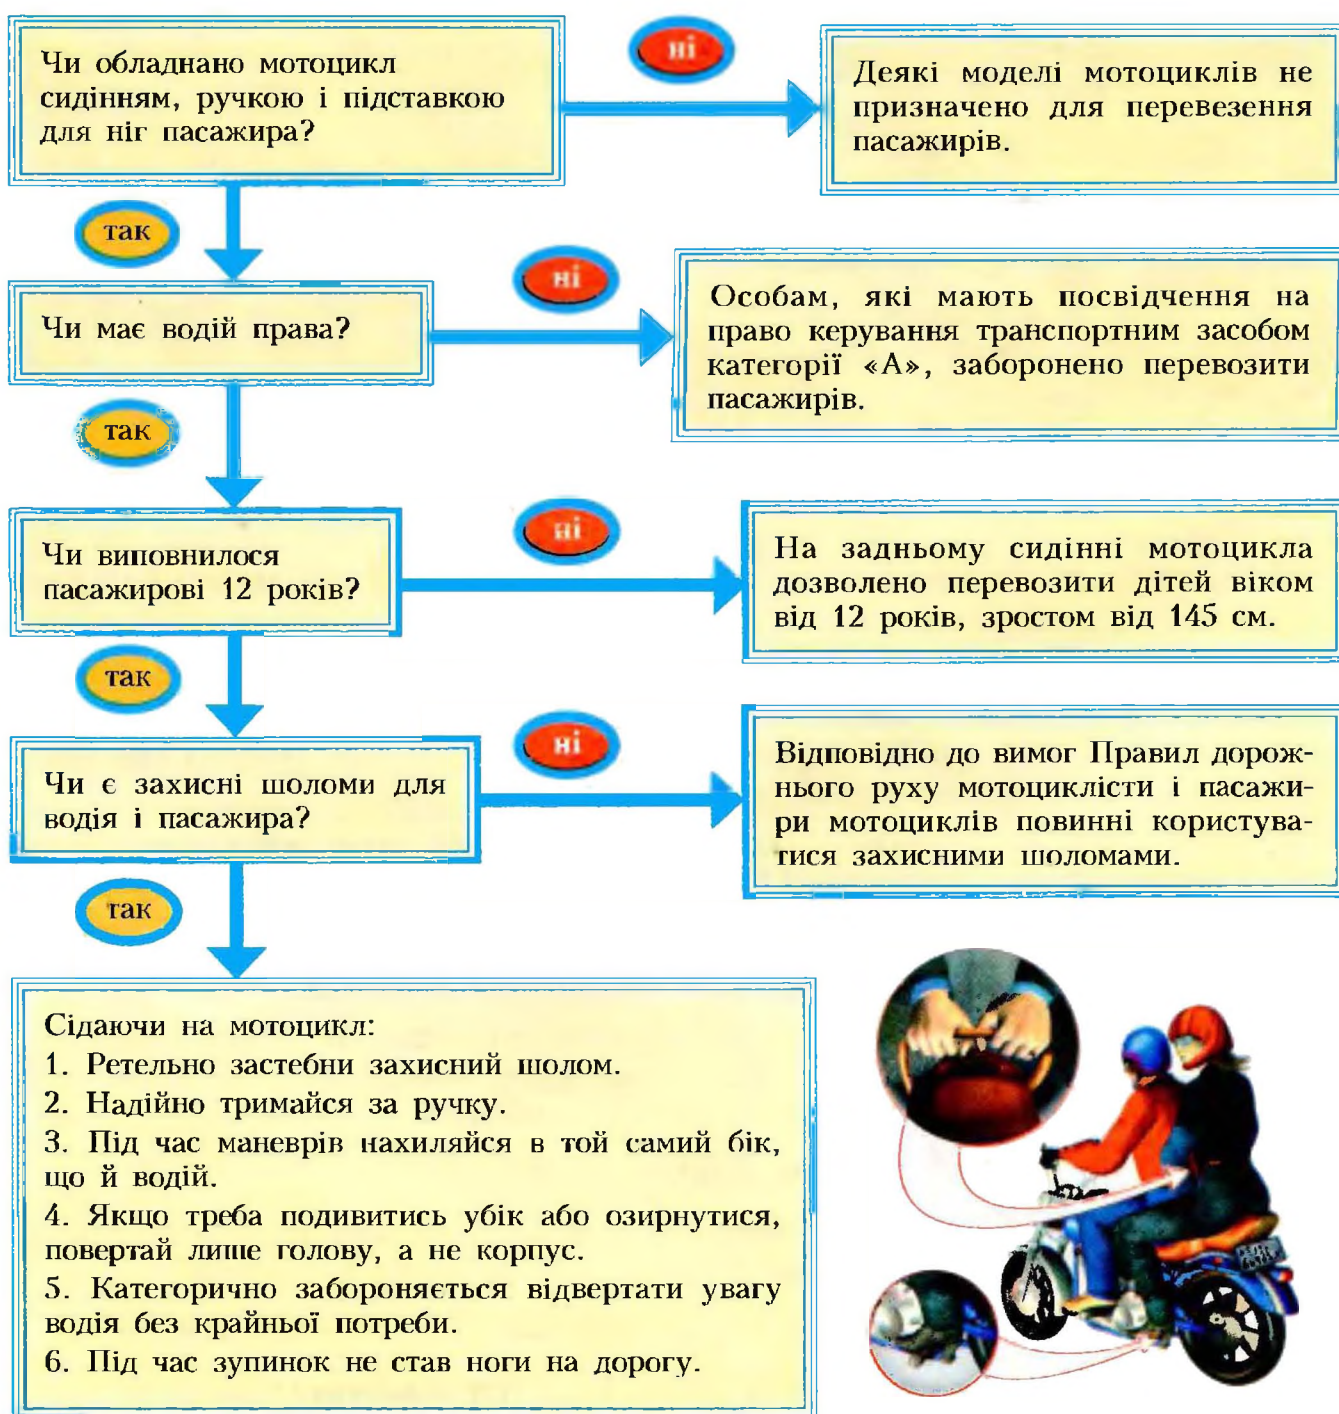 Чи обладнано мотоцикл
сидінням, ручкою і підставкою
для ніг пасажира?
ні
Деякі моделі мотоциклів не
призначено для перевезення
пасажирів.
так
Чи має водій права?
ні
Особам, які мають посвідчення на
право керування транспортним засобом
категорії «А», заборонено перевозити
пасажирів.
так
Чи виповнилося
пасажирові 12 років?
ні
На задньому сидінні мотоцикла
дозволено перевозити дітей віком
від 12 років, зростом від 145 см.
так
Чи є захисні шоломи для
водія і пасажира?
ні
Відповідно до вимог Правил дорож-
нього руху мотоциклісти і пасажи-
ри мотоциклів повинні користува-
тися захисними шоломами.
так
Сідаючи на мотоцикл:
1. Ретельно застебни захисний шолом.
2. Надійно тримайся за ручку.
3. Під час маневрів нахиляйся в той самий бік,
що й водій.
4. Якщо треба подивитись убік або озирнутися,
повертай лише голову, а не корпус.
5. Категорично забороняється відвертати увагу
водія без крайньої потреби.
6. Під час зупинок не став ноги на дорогу.